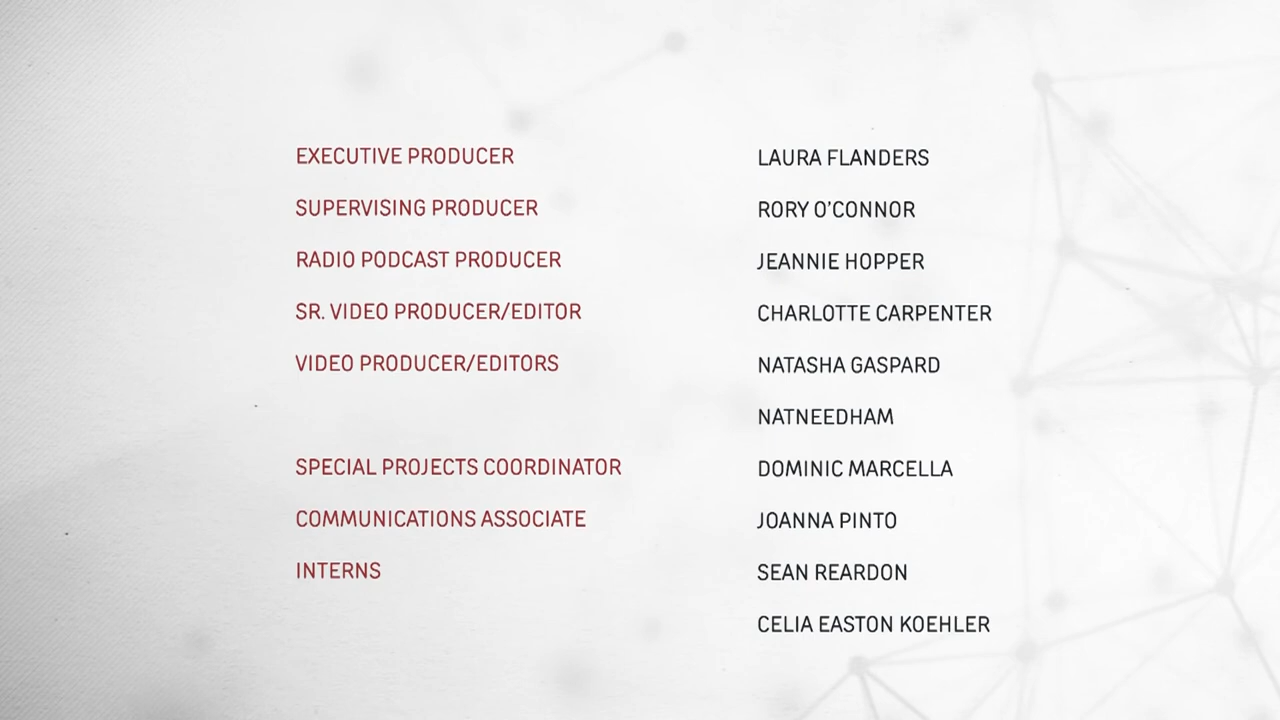 EXECUTIVE PRODUCER LAURA FLANDERS
SUPERVISING PRODUCER RORY O'CONNOR
RADIO PODCAST PRODUCER JEANNIE HOPPER
SR. VIDEO PRODUCER/EDITOR CHARLOTTE CARPENTER
VIDEO PRODUCER/EDITORS NATASHA GASPARD
NATNEEDHAM
SPECIAL PROJECTS COORDINATOR DOMINIC MARCELLA
COMMUNICATIONS ASSOCIATE JOANNA PINTO
INTERNS SEAN REARDON
CELIA EASTON KOEHLER